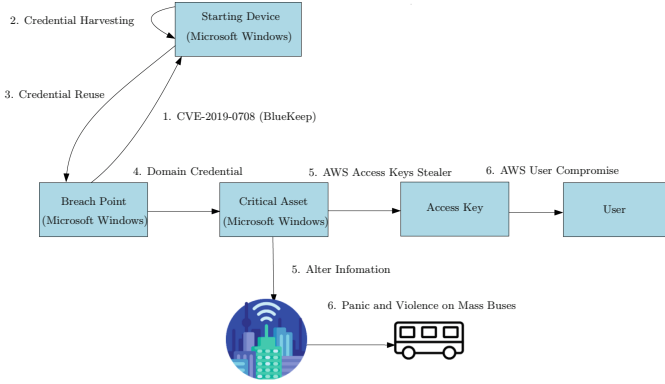 2. Credential Harvesting
Starting Device
(Microsoft Windows)
3. Credential Reuse
1. CVE-2019-0708 (BlueKeep)
4. Domain Credential
5. AWS Access Keys Stealer
6. AWS User Compromise
Breach Point
(Microsoft Windows)
Critical Asset
(Microsoft Windows)
Access Key
User
5. Alter Infomation
6. Panic and Violence on Mass Buses